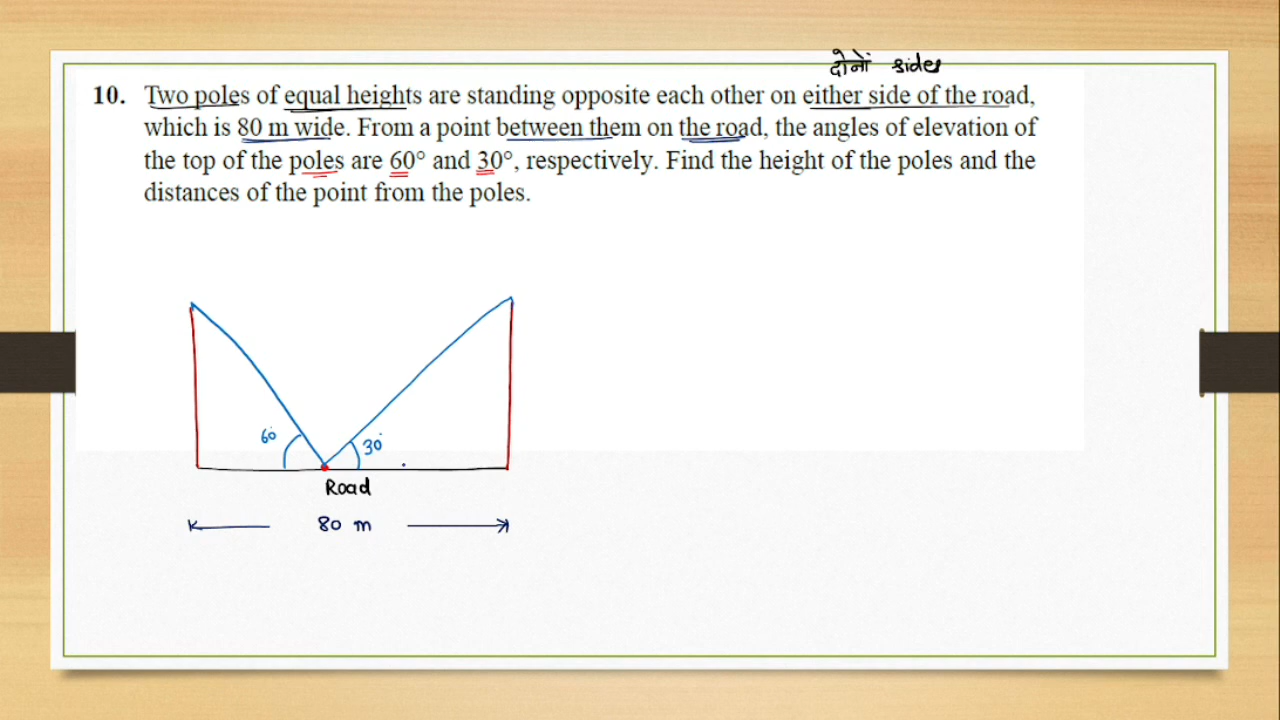 दोनों sides
10. Two poles of equal heights are standing opposite each other on either side of the road,
which is 80 m wide. From a point between them on the road, the angles of elevation of
the top of the poles are 60° and 30°, respectively. Find the height of the poles and the
distances of the point from the poles.
60°
30°
Road
80 m